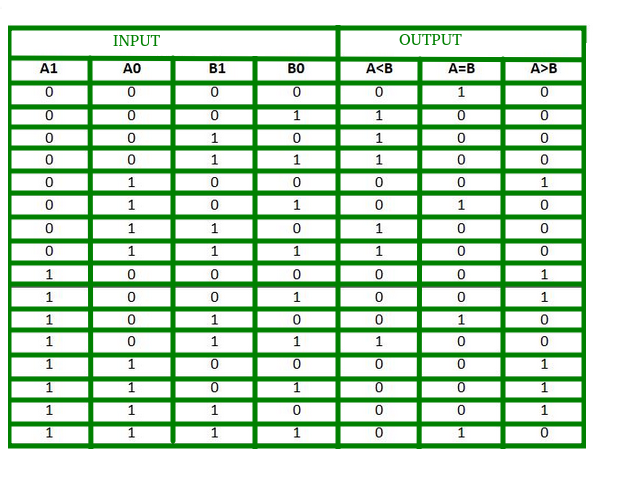 INPUT OUTPUT
A1 A0 B1 B0 A<B A=B A>B
0 0 0 0 0 1 0
0 0 0 1 1 0 0
0 0 1 0 1 0 0
0 0 1 1 1 0 0
0 1 0 0 0 0 1
0 1 0 1 0 1 0
0 1 1 0 1 0 0
0 1 1 1 1 0 0
1 0 0 0 0 0 1
1 0 0 1 0 0 1
1 0 1 0 0 1 0
1 0 1 1 1 0 0
1 1 0 0 0 0 1
1 1 0 1 0 0 1
1 1 1 0 0 0 1
1 1 1 1 0 1 0